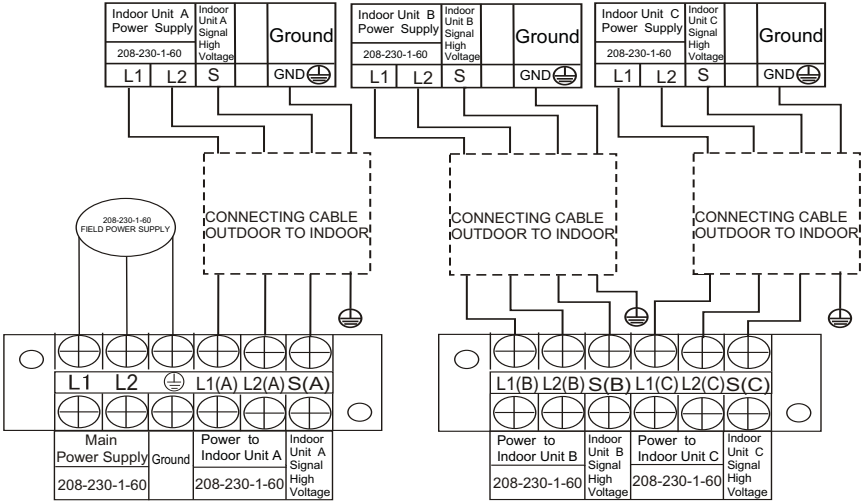 Indoor Unit A
Power Supply
208-230-1-60
L1 L2
Indoor
Unit A
Signal
High
Voltage
S
Ground
GND
Indoor Unit B
Power Supply
208-230-1-60
L1 L2
Indoor
Unit B
Signal
High
Voltage
S
Ground
GND
Indoor Unit C
Power Supply
208-230-1-60
L1 L2
Indoor
Unit C
Signal
High
Voltage
S
Ground
GND
208-230-1-60
FIELD POWER SUPPLY
CONNECTING CABLE
OUTDOOR TO INDOOR
CONNECTING CABLE
OUTDOOR TO INDOOR
CONNECTING CABLE
OUTDOOR TO INDOOR
L1 L2 L1(A) L2(A) S(A)
Main
Power Supply
208-230-1-60
Ground
Power to
Indoor Unit A
208-230-1-60
Indoor
Unit A
Signal
High
Voltage
L1(B) L2(B) S(B) L1(C) L2(C) S(C)
Power to
Indoor Unit B
208-230-1-60
Indoor
Unit B
Signal
High
Voltage
Power to
Indoor Unit C
208-230-1-60
Indoor
Unit C
Signal
High
Voltage